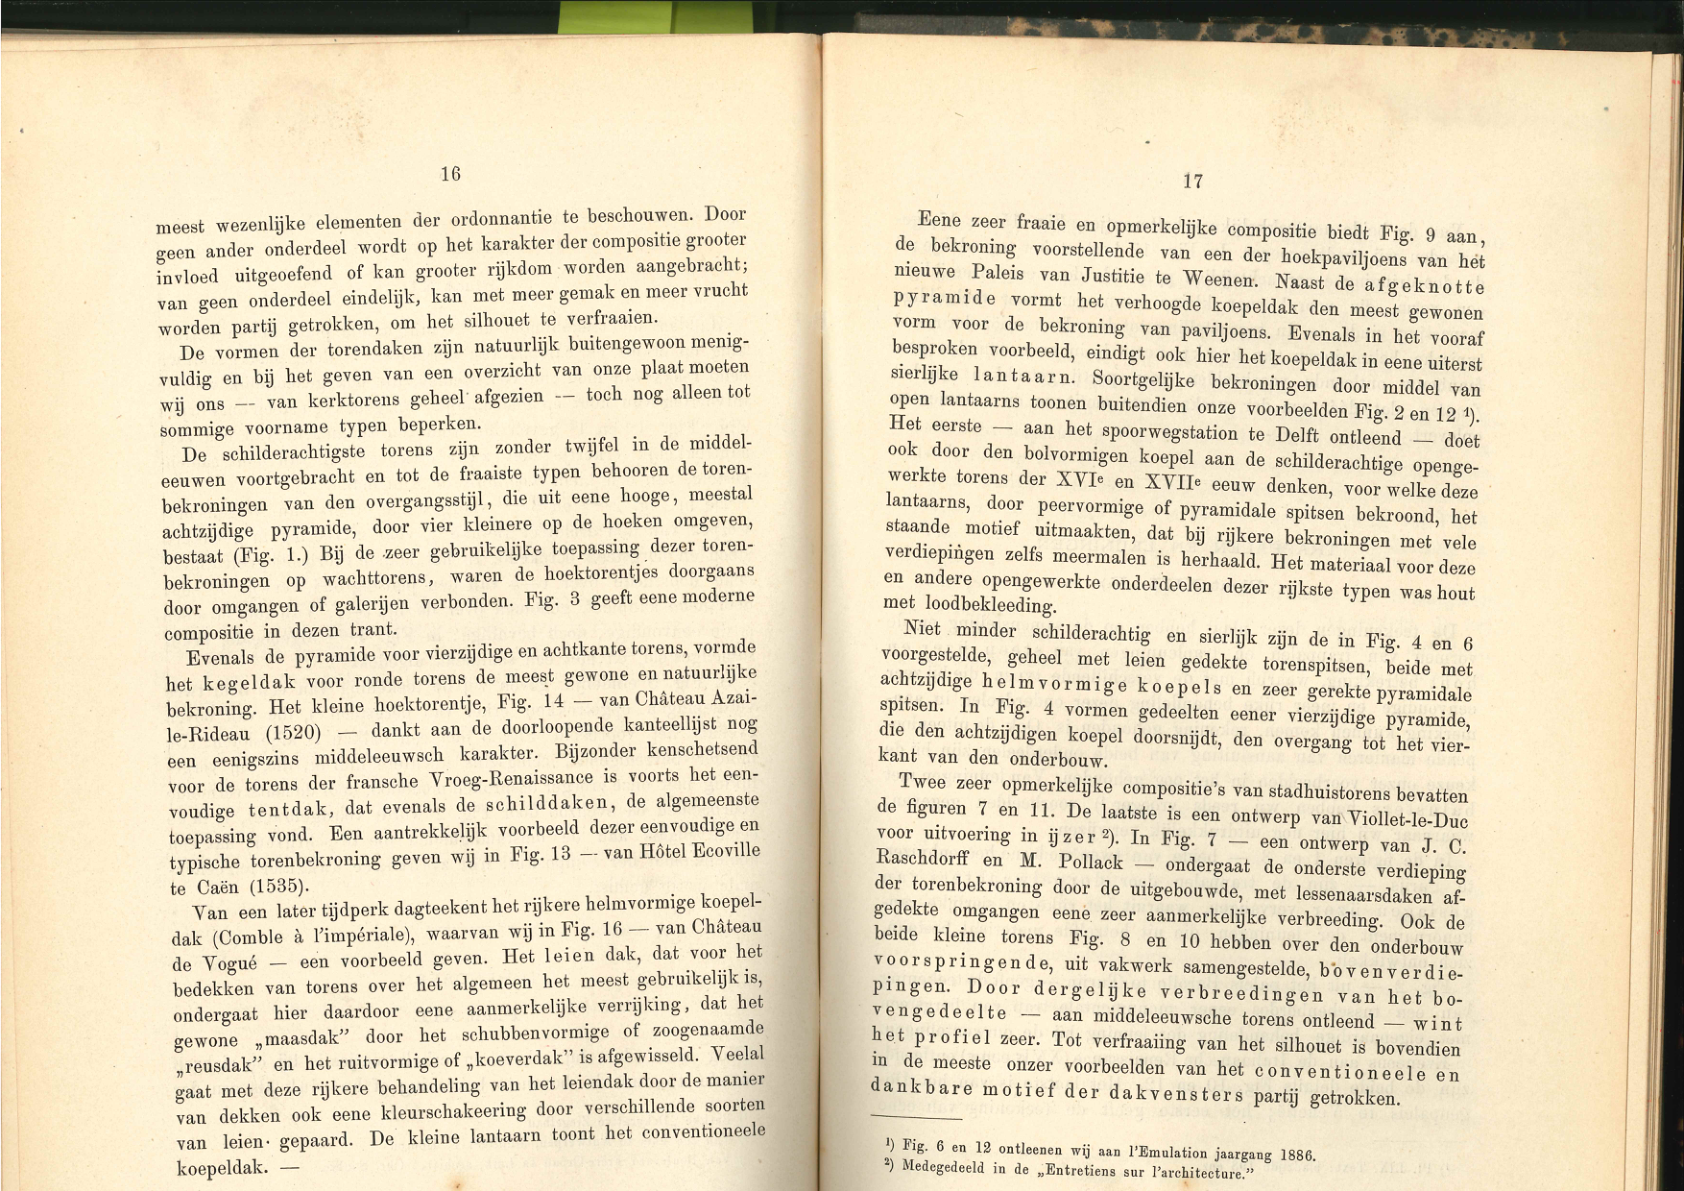 16
meest wezenlijke elementen der ordonnantie te beschouwen. Door
geen ander onderdeel wordt op het karakter der compositie grooter
invloed uitgeoefend of kan grooter rijkdom worden aangebracht;
van geen onderdeel eindelijk, kan met meer gemak en meer vrucht
worden partij getrokken, om het silhouet te verfraaien.
De vormen der torendaken zijn natuurlijk buitengewoon menig-
vuldig en bij het geven van een overzicht van onze plaat moeten
wij ons — van kerktorens geheel afgezien — toch nog alleen tot
sommige voorname typen beperken.
De schilderachtigste torens zijn zonder twijfel in de middel-
eeuwen voortgebracht en tot de fraaiste typen behooren de toren-
bekroningen van den overgangsstijl, die uit eene hooge, meestal
achtzijdige pyramide, door vier kleinere op de hoeken omgeven,
bestaat (Fig. 1.) Bij de zeer gebruikelijke toepassing dezer toren-
bekroningen op wachttorens, waren de hoektorentjes doorgaans
door omgangen of galerijen verbonden. Fig. 3 geeft eene moderne
compositie in dezen trant.
Evenals de pyramide voor vierzijdige en achtkante torens, vormde
het kegeldak voor ronde torens de meest gewone en natuurlijke
bekroning. Het kleine hoektorentje, Fig. 14 — van Château Azai-
le-Rideau (1520) — dankt aan de doorloopende kanteellijst nog
een eenigszins middeleeuwsch karakter. Bijzonder kenschetsend
voor de torens der fransche Vroeg-Renaissance is voorts het een-
voudige tentdak, dat evenals de schilddaken, de algemeenste
toepassing vond. Een aantrekkelijk voorbeeld dezer eenvoudige en
typische torenbekroning geven wij in Fig. 13 — van Hôtel Ecoville
te Caën (1535).
Van een later tijdperk dagteekent het rijkere helmvormige koepel-
dak (Comble à l'impériale), waarvan wij in Fig. 16 — van Château
de Vogué — een voorbeeld geven. Het leien dak, dat voor het
bedekken van torens over het algemeen het meest gebruikelijk is,
ondergaat hier daardoor eene aanmerkelijke verrijking, dat het
gewone „maasdak” door het schubbenvormige of zoogenaamde
„reusdak” en het ruitvormige of „koeverdak” is afgewisseld. Veelal
gaat met deze rijkere behandeling van het leiendak door de manier
van dekken ook eene kleurschakeering door verschillende soorten
van leien gepaard. De kleine lantaarn toont het conventioneele
koepeldak. —
17
Eene zeer fraaie en opmerkelijke compositie biedt Fig. 9 aan,
de bekroning voorstellende van een der hoekpaviljoens van het
nieuwe Paleis van Justitie te Weenen. Naast de afgeknotte
pyramide vormt het verhoogde koepeldak den meest gewonen
vorm voor de bekroning van paviljoens. Evenals in het vooraf
besproken voorbeeld, eindigt ook hier het koepeldak in eene uiterst
sierlijke lantaarn. Soortgelijke bekroningen door middel van
open lantaarns toonen buitendien onze voorbeelden Fig. 2 en 12 ¹).
Het eerste — aan het spoorwegstation te Delft ontleend — doet
ook door den bolvormigen koepel aan de schilderachtige openge-
werkte torens der XVIe en XVIIe eeuw denken, voor welke deze
lantaarns, door peervormige of pyramidale spitsen bekroond, het
staande motief uitmaakten, dat bij rijkere bekroningen met vele
verdiepingen zelfs meermalen is herhaald. Het materiaal voor deze
en andere opengewerkte onderdeelen dezer rijkste typen was hout
met loodbekleeding.
Niet minder schilderachtig en sierlijk zijn de in Fig. 4 en 6
voorgestelde, geheel met leien gedekte torenspitsen, beide met
achtzijdige helmvormige koepels en zeer gerekte pyramidale
spitsen. In Fig. 4 vormen gedeelten eener vierzijdige pyramide,
die den achtzijdigen koepel doorsnijdt, den overgang tot het vier-
kant van den onderbouw.
Twee zeer opmerkelijke compositie's van stadhuistorens bevatten
de figuren 7 en 11. De laatste is een ontwerp van Viollet-le-Duc
voor uitvoering in ijzer ²). In Fig. 7 — een ontwerp van J. C.
Raschdorff en M. Pollack — ondergaat de onderste verdieping
der torenbekroning door de uitgebouwde, met lessenaarsdaken af-
gedekte omgangen eene zeer aanmerkelijke verbreeding. Ook de
beide kleine torens Fig. 8 en 10 hebben over den onderbouw
voorspringende, uit vakwerk samengestelde, bovenverdie-
pingen. Door dergelijke verbreedingen van het bo-
vengedeelte — aan middeleeuwsche torens ontleend — wint
het profiel zeer. Tot verfraaiing van het silhouet is bovendien
in de meeste onzer voorbeelden van het conventioneele en
dankbare motief der dakvensters partij getrokken.
¹) Fig. 6 en 12 ontleenen wij aan l'Emulation jaargang 1886.
²) Medegedeeld in de „Entretiens sur l'architecture.”